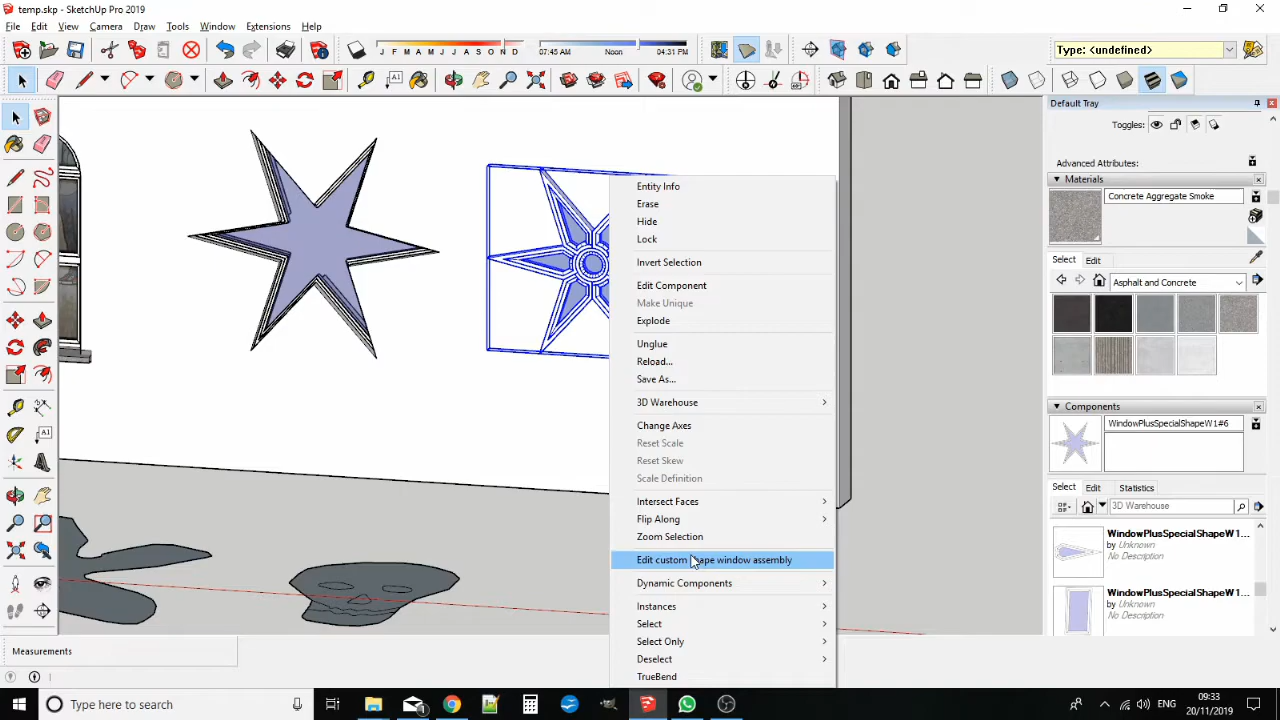 temp.skp - SketchUp Pro 2019
File Edit View Camera Draw Tools Window Extensions Help
J F M A M J J A S O N D
07:45 AM Noon 04:31 PM
Type: <undefined>
Default Tray
Toggles:
Advanced Attributes:
Materials
Concrete Aggregate Smoke
Select Edit
Asphalt and Concrete
Components
WindowPlusSpecialShapeW1#6
Select Edit Statistics
3D Warehouse
WindowPlusSpecialShapeW1...
by Unknown
No Description
WindowPlusSpecialShapeW1...
by Unknown
No Description
Entity Info
Erase
Hide
Lock
Invert Selection
Edit Component
Make Unique
Explode
Unglue
Reload...
Save As...
3D Warehouse
Change Axes
Reset Scale
Reset Skew
Scale Definition
Intersect Faces
Flip Along
Zoom Selection
Edit custom shape window assembly
Dynamic Components
Instances
Select
Select Only
Deselect
TrueBend
Measurements
Type here to search
ENG
09:33
20/11/2019